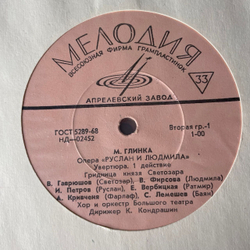 МЕЛОДИЯ
ВСЕСОЮЗНАЯ ФИРМА ГРАМПЛАСТИНОК
33
АПРЕЛЕВСКИЙ ЗАВОД
ГОСТ 5289-68
НД—02452
Вторая гр.-1
1-00
М. ГЛИНКА
Опера «РУСЛАН И ЛЮДМИЛА»
Увертюра, 1 действие
Гридница князя Светозара
В. Гаврюшов (Светозар), В. Фирсова (Людмила)
И. Петров (Руслан), Е. Вербицкая (Ратмир)
А. Кривченя (Фарлаф), С. Лемешев (Баян)
Хор и оркестр Большого театра
Дирижер К. Кондрашин